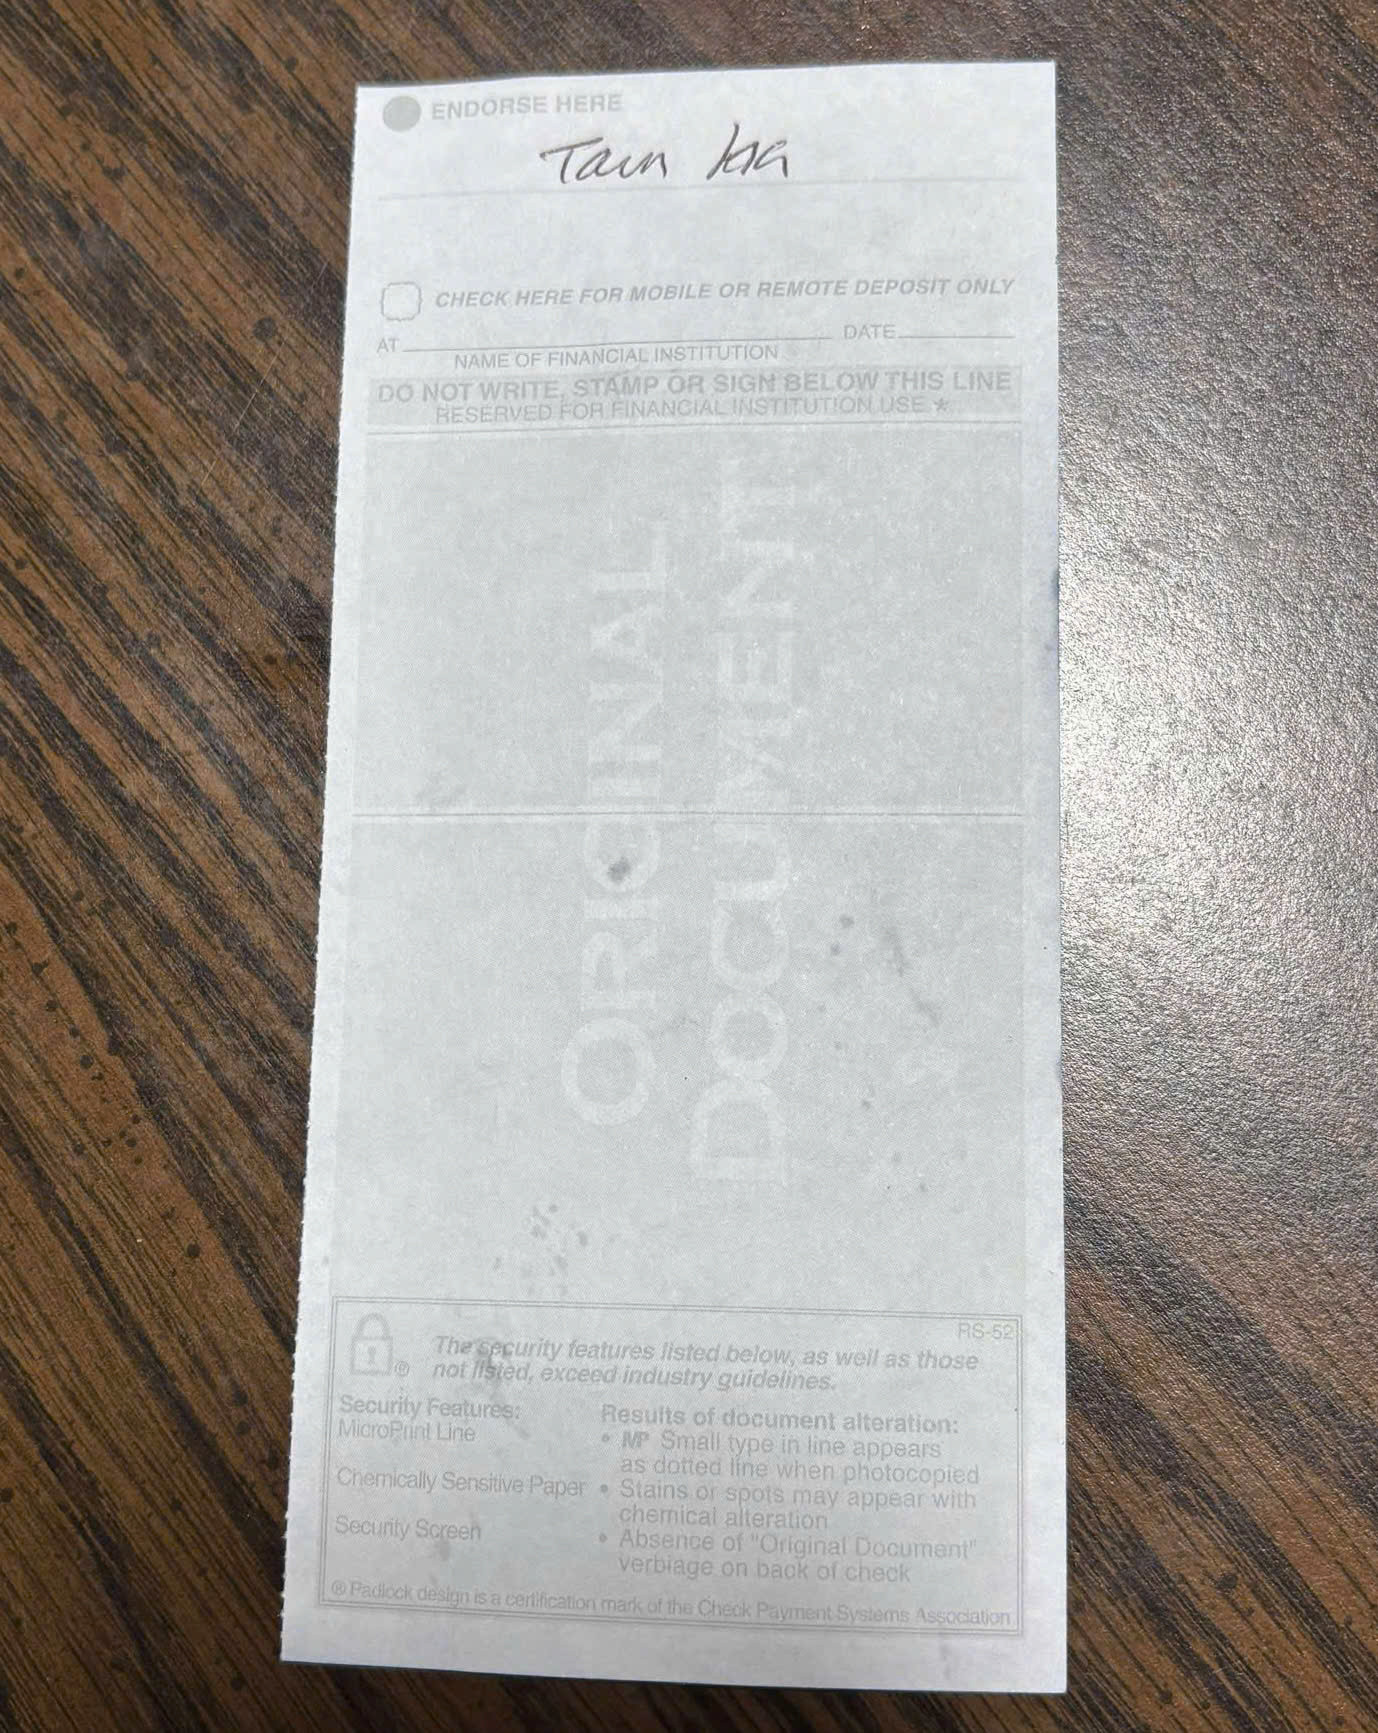 ENDORSE HERE
CHECK HERE FOR MOBILE OR REMOTE DEPOSIT ONLY
AT DATE
NAME OF FINANCIAL INSTITUTION
DO NOT WRITE, STAMP OR SIGN BELOW THIS LINE
RESERVED FOR FINANCIAL INSTITUTION USE *
ORIGINAL
DOCUMENT
RS-52
The security features listed below, as well as those
not listed, exceed industry guidelines.
®
Security Features:
MicroPrint Line
Chemically Sensitive Paper
Security Screen
Results of document alteration:
• MP Small type in line appears
as dotted line when photocopied
• Stains or spots may appear with
chemical alteration
• Absence of "Original Document"
verbiage on back of check
® Padlock design is a certification mark of the Check Payment Systems Association